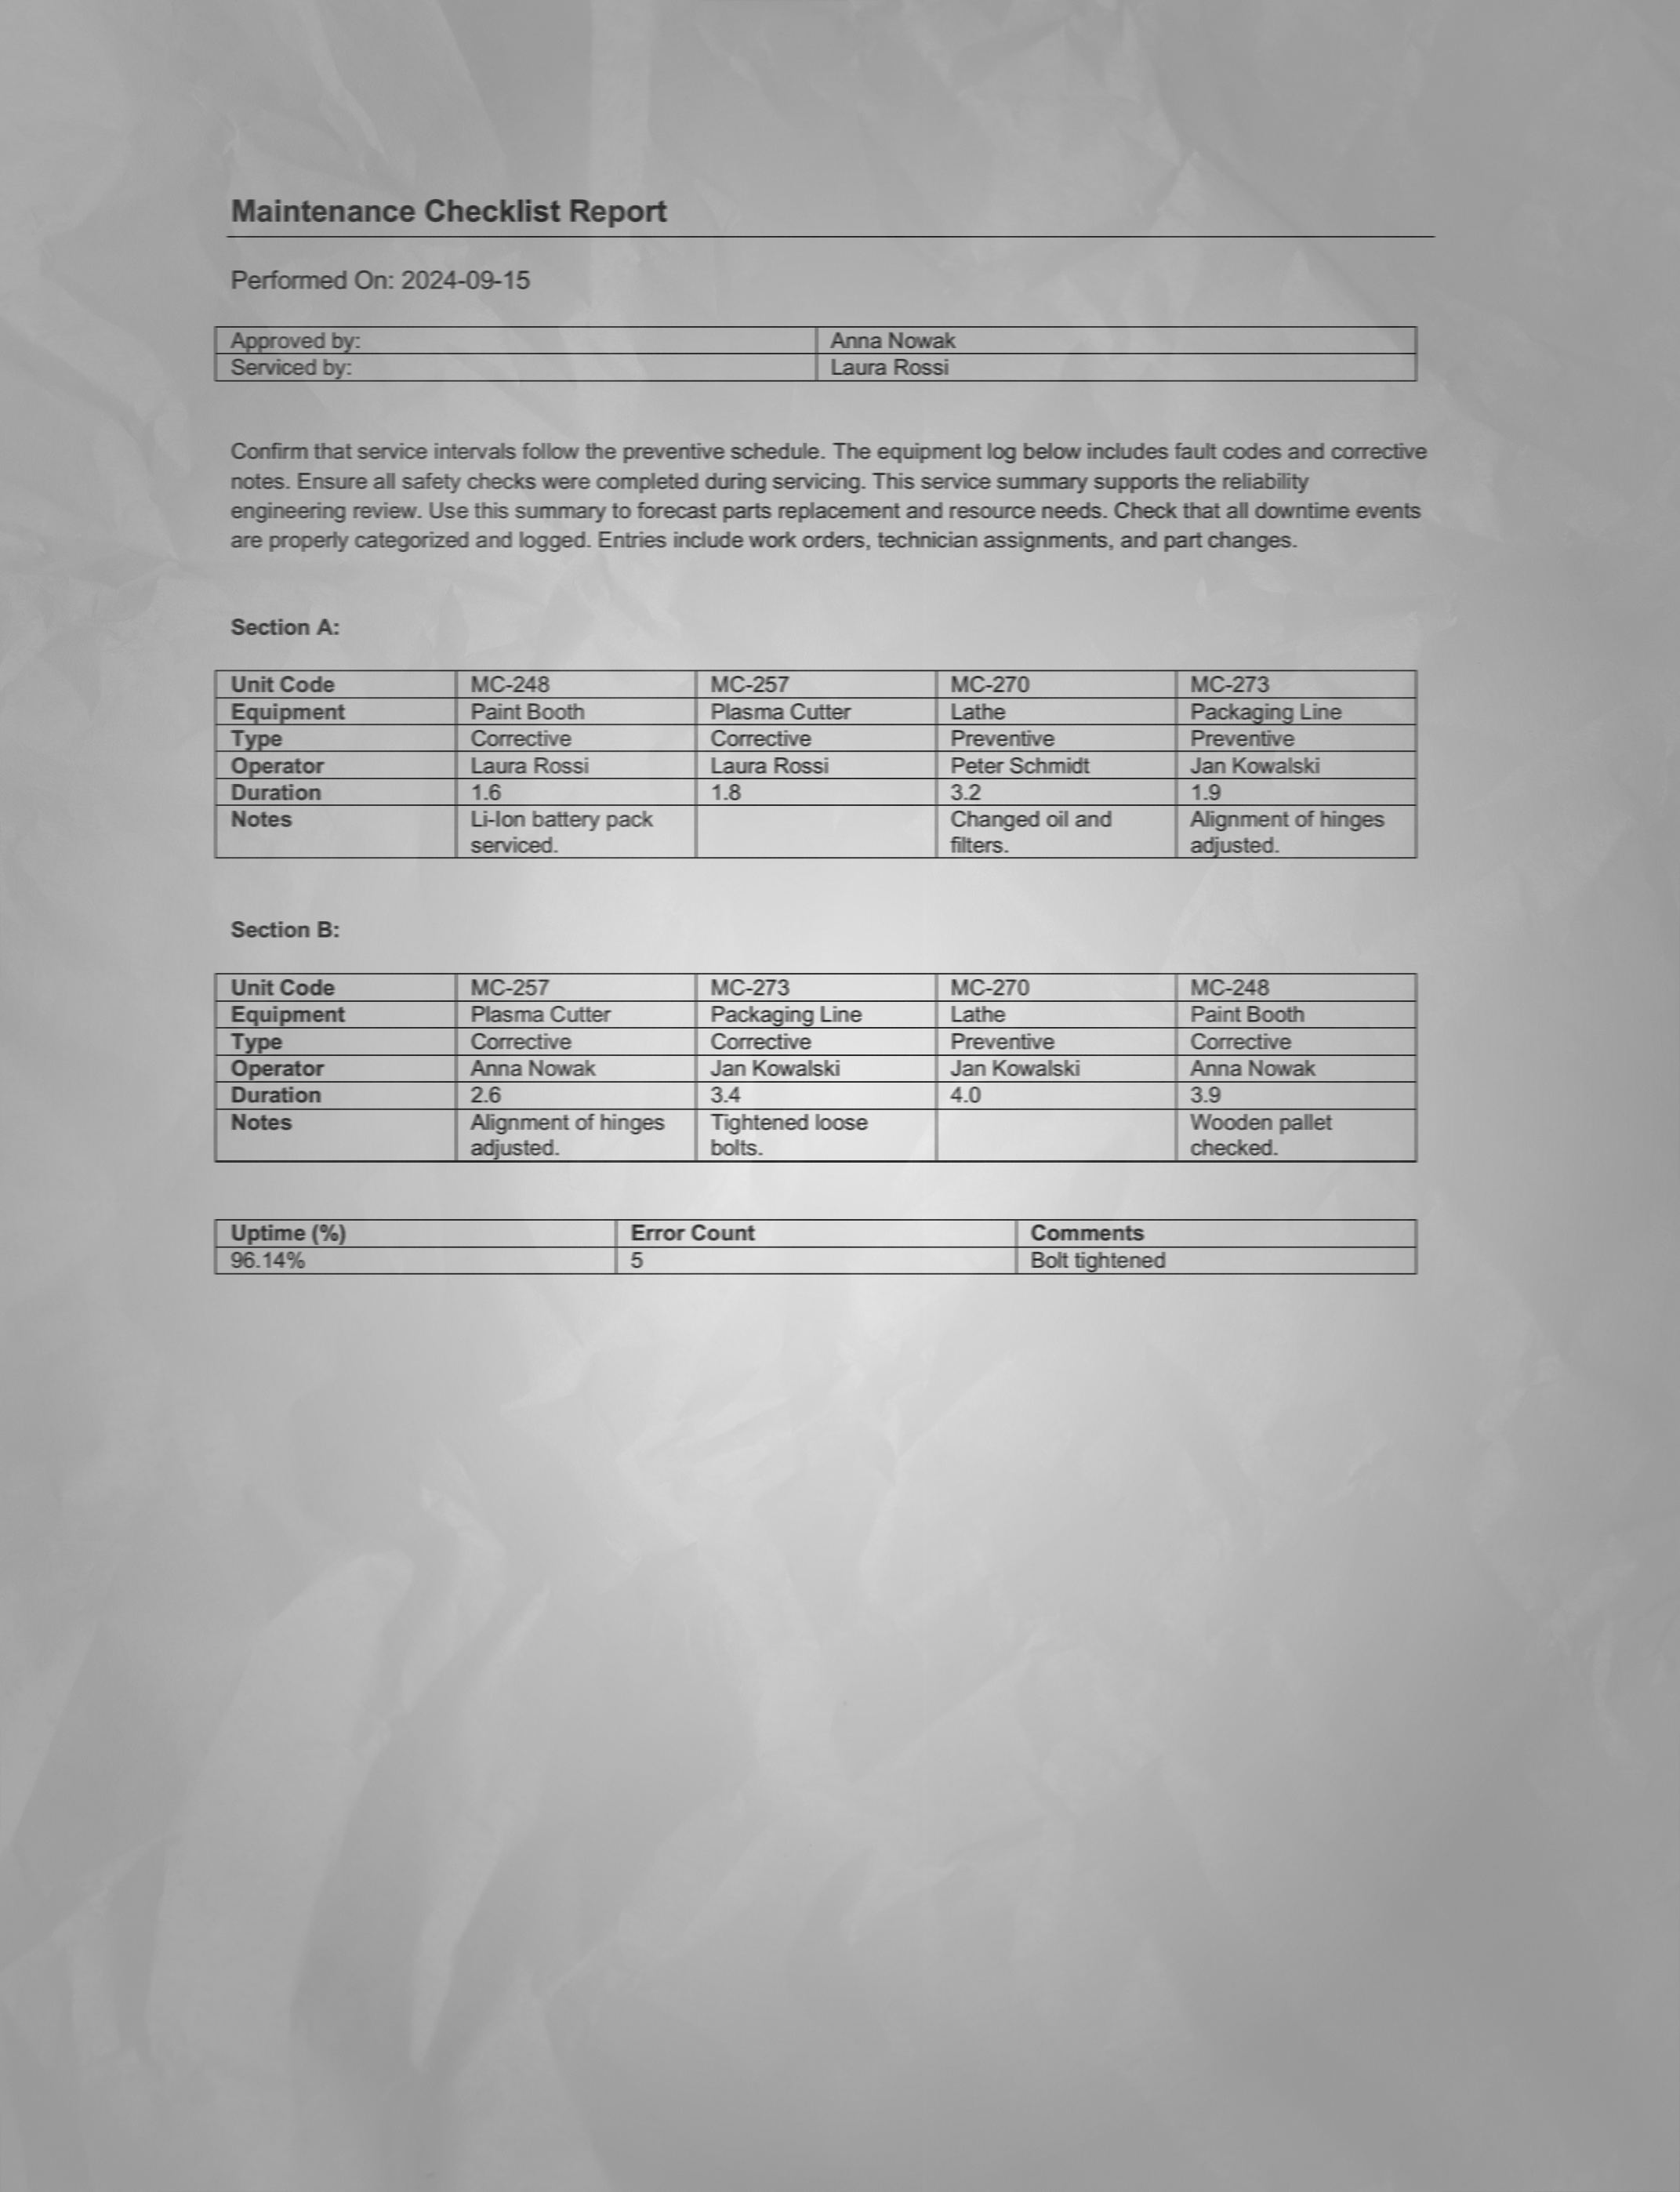 Maintenance Checklist Report
Performed On: 2024-09-15
Approved by: Anna Nowak
Serviced by: Laura Rossi
Confirm that service intervals follow the preventive schedule. The equipment log below includes fault codes and corrective
notes. Ensure all safety checks were completed during servicing. This service summary supports the reliability
engineering review. Use this summary to forecast parts replacement and resource needs. Check that all downtime events
are properly categorized and logged. Entries include work orders, technician assignments, and part changes.
Section A:
Unit Code MC-248 MC-257 MC-270 MC-273
Equipment Paint Booth Plasma Cutter Lathe Packaging Line
Type Corrective Corrective Preventive Preventive
Operator Laura Rossi Laura Rossi Peter Schmidt Jan Kowalski
Duration 1.6 1.8 3.2 1.9
Notes Li-Ion battery pack Changed oil and Alignment of hinges
serviced. filters. adjusted.
Section B:
Unit Code MC-257 MC-273 MC-270 MC-248
Equipment Plasma Cutter Packaging Line Lathe Paint Booth
Type Corrective Corrective Preventive Corrective
Operator Anna Nowak Jan Kowalski Jan Kowalski Anna Nowak
Duration 2.6 3.4 4.0 3.9
Notes Alignment of hinges Tightened loose Wooden pallet
adjusted. bolts. checked.
Uptime (%) Error Count Comments
96.14% 5 Bolt tightened